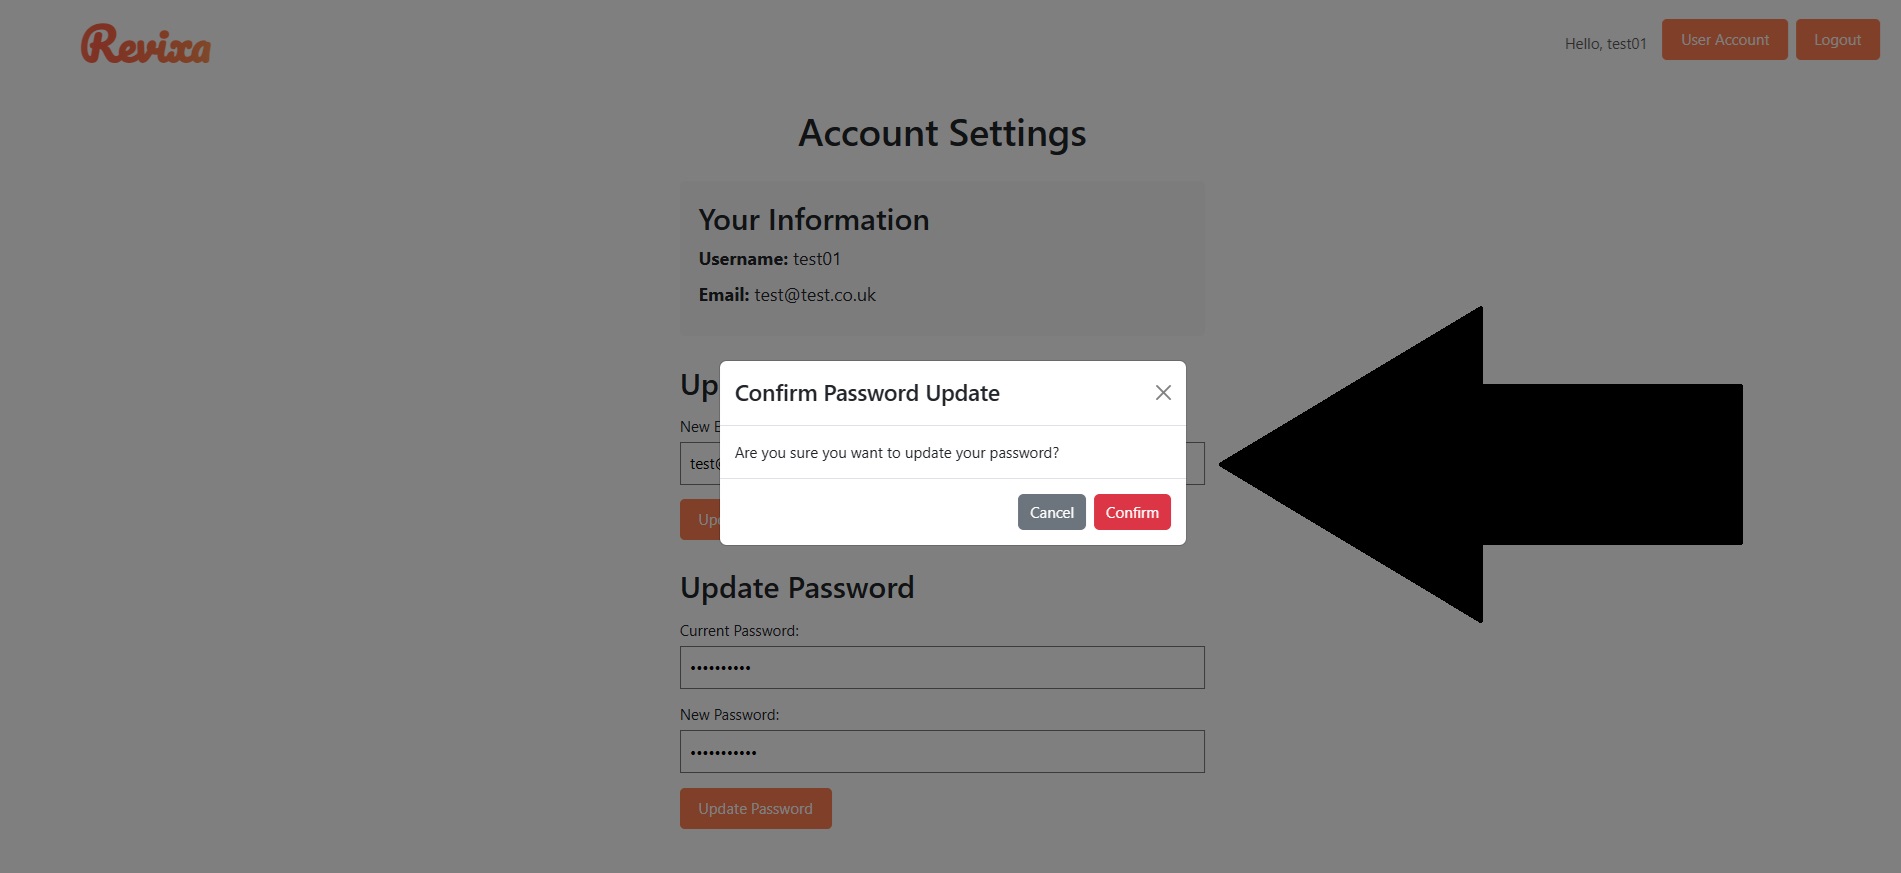 Revixa
Hello, test01
User Account
Logout
Account Settings
Your Information
Username: test01
Email: test@test.co.uk
Up
Confirm Password Update
New E
Are you sure you want to update your password?
test@
Upd
Cancel
Confirm
Update Password
Current Password:
••••••••••
New Password:
•••••••••••
Update Password